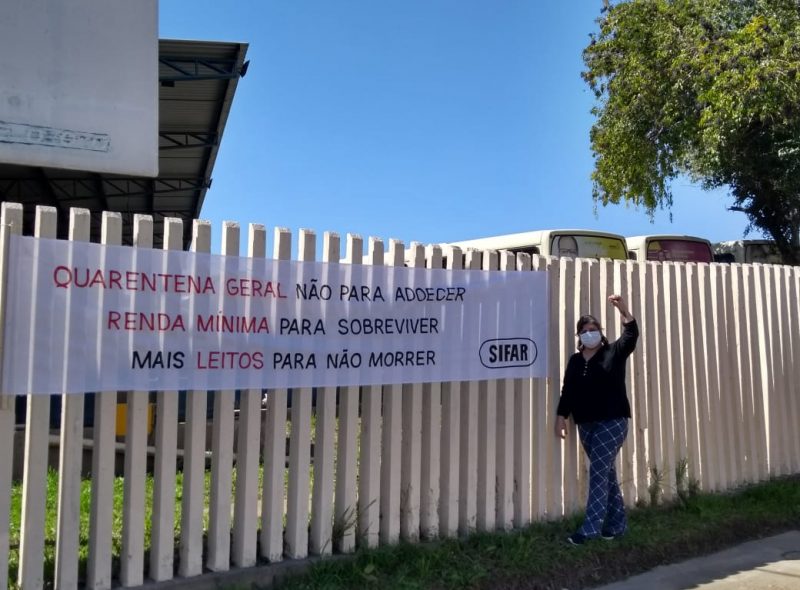 QUARENTENA GERAL NÃO PARA ADOECER
RENDA MÍNIMA PARA SOBREVIVER
MAIS LEITOS PARA NÃO MORRER
SIFAR